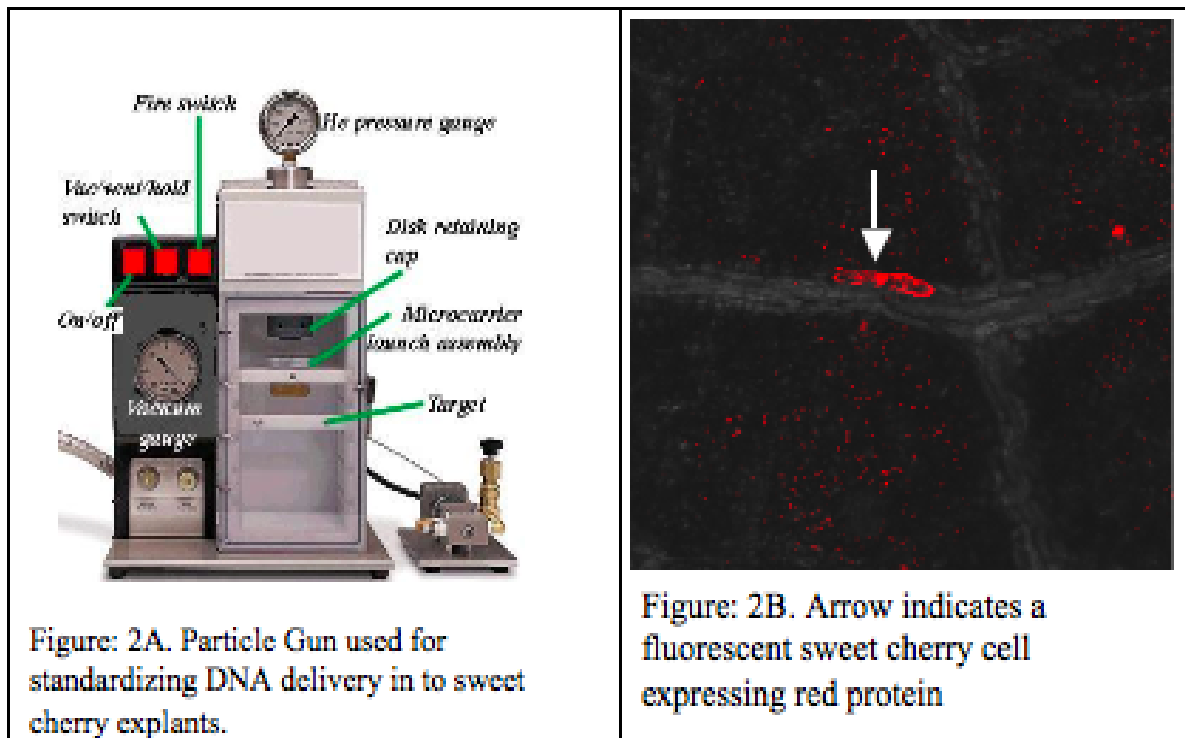 Fire switch
He pressure gauge
Vac/vent/hold
switch
Disk retaining
cap
On/off
Microcarrier
launch assembly
Vacuum
gauge
Target
Figure: 2A. Particle Gun used for
standardizing DNA delivery in to sweet
cherry explants.
Figure: 2B. Arrow indicates a
fluorescent sweet cherry cell
expressing red protein